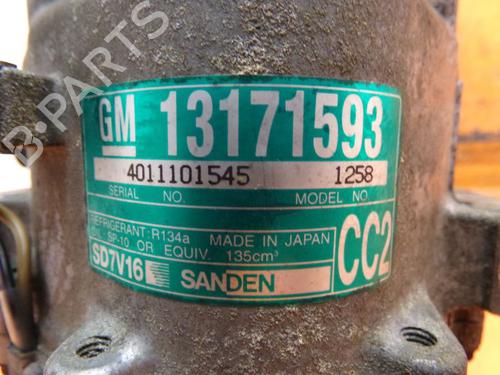 B-PARTS
GM 13171593
4011101545 1258
SERIAL NO. MODEL NO.
REFRIGERANT:R134a MADE IN JAPAN
OIL SP-10 OR EQUIV. 135cm³
SD7V16 SANDEN CC2